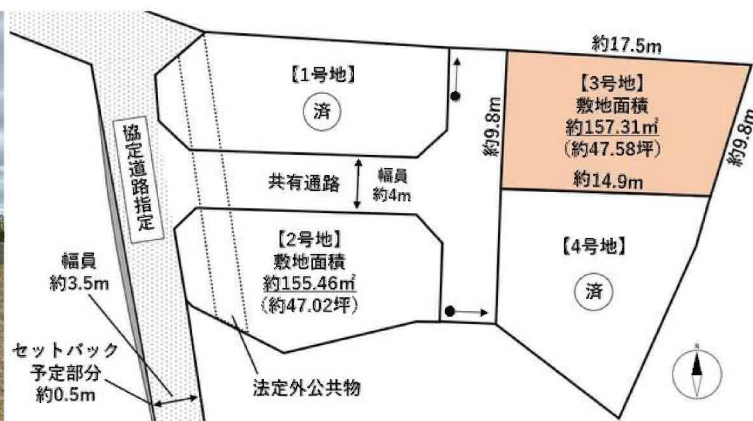 約17.5m
【1号地】
済
【3号地】
敷地面積
約157.31㎡
（約47.58坪）
約9.8m
約9.8m
約14.9m
協定道路指定
共有通路
幅員
約4m
【2号地】
敷地面積
約155.46㎡
（約47.02坪）
【4号地】
済
幅員
約3.5m
セットバック
予定部分
約0.5m
法定外公共物
N